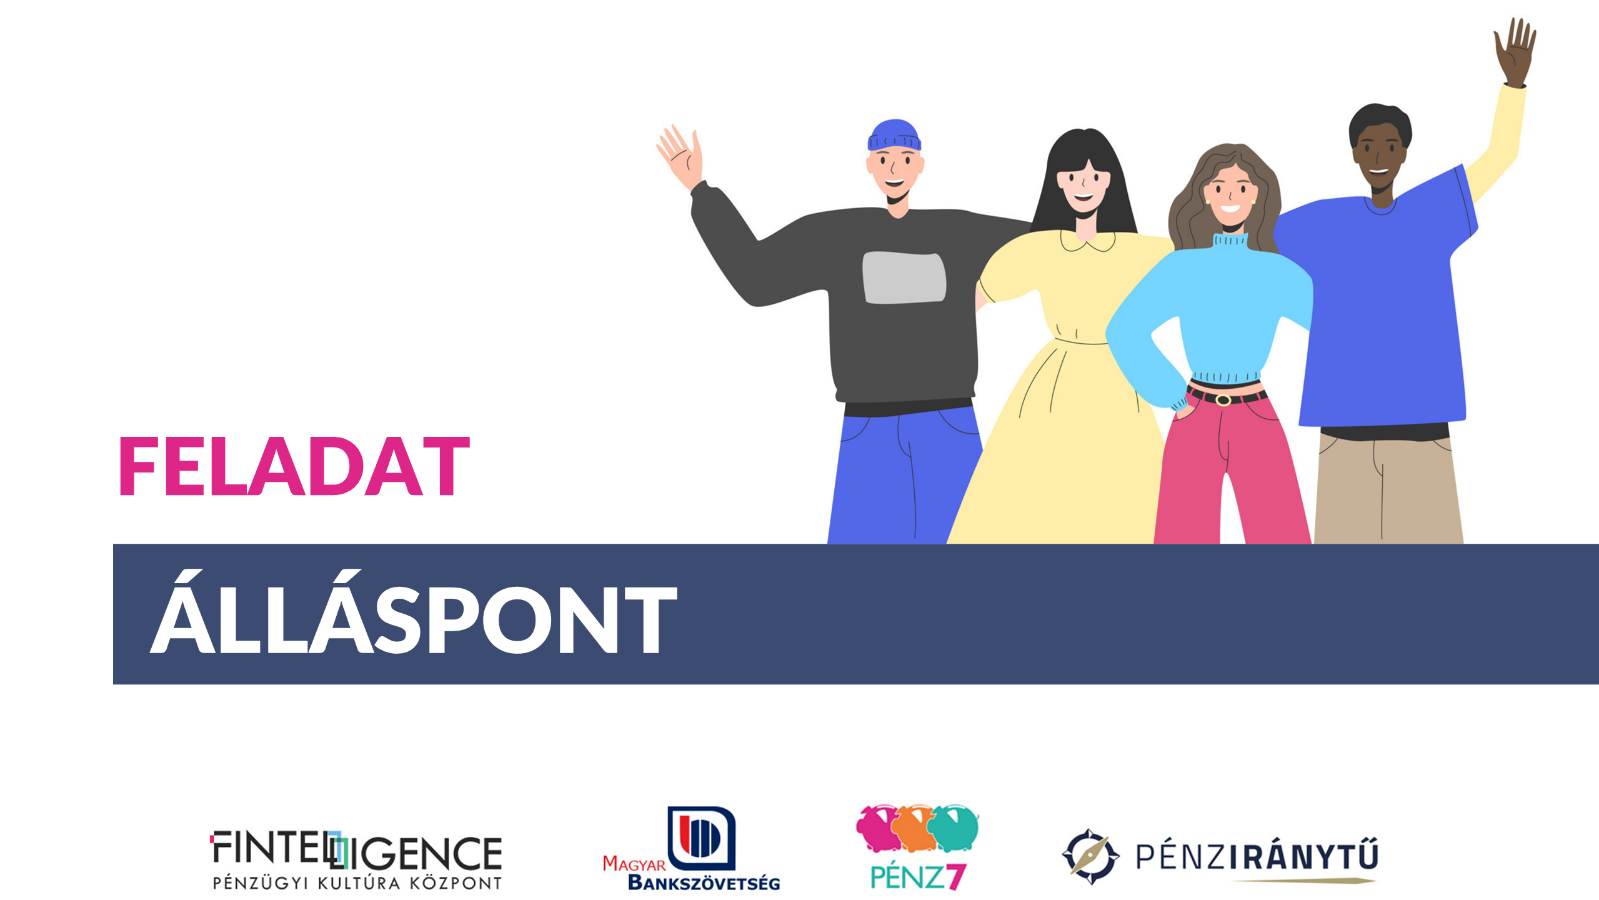 FELADAT
ÁLLÁSPONT
FINTELLIGENCE
PÉNZÜGYI KULTÚRA KÖZPONT
MAGYAR
BANKSZÖVETSÉG
PÉNZ7
PÉNZIRÁNYTŰ